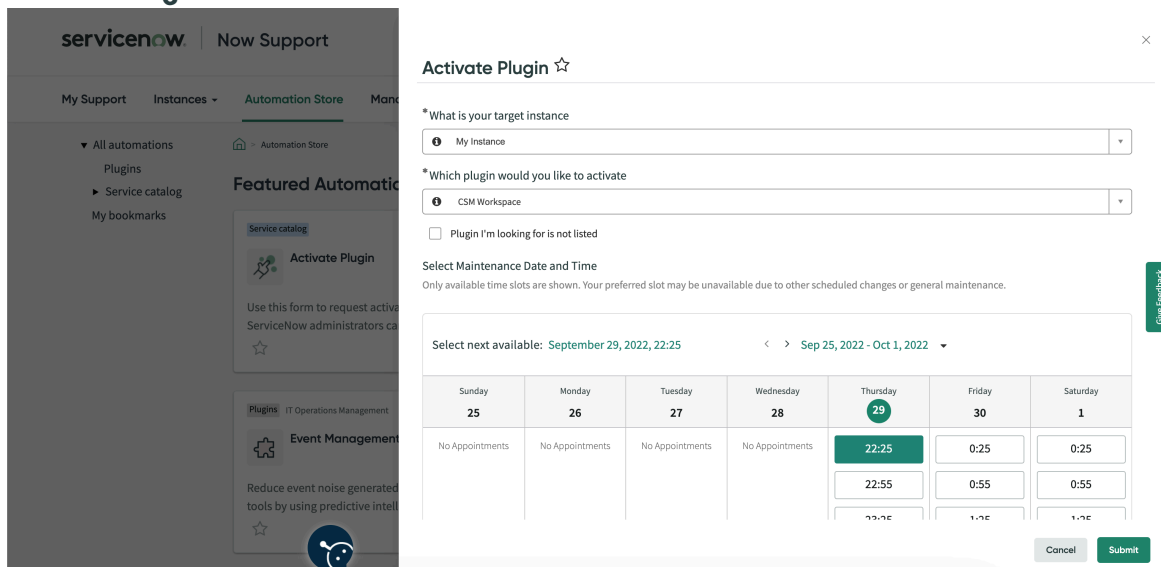 servicenow.
Now Support
My Support
Instances
Automation Store
All automations
Plugins
Service catalog
My bookmarks
Automation Store
Service catalog
Activate Plugin
Use this form to request activa
ServiceNow administrators ca
Plugins
IT Operations Management
Event Management
Reduce event noise generated
tools by using predictive intell
Activate Plugin
* What is your target instance
My Instance
* Which plugin would you like to activate
CSM Workspace
Plugin I'm looking for is not listed
Select Maintenance Date and Time
Only available time slots are shown. Your preferred slot may be unavailable due to other scheduled changes or general maintenance.
Select next available: September 29, 2022, 22:25
Sep 25, 2022 - Oct 1, 2022
Sunday Monday Tuesday Wednesday Thursday Friday Saturday
25 26 27 28 29 30 1
No Appointments No Appointments No Appointments No Appointments 22:25 0:25 0:25
22:55 0:55 0:55
23:25 1:25 1:25
Give Feedback
Cancel
Submit